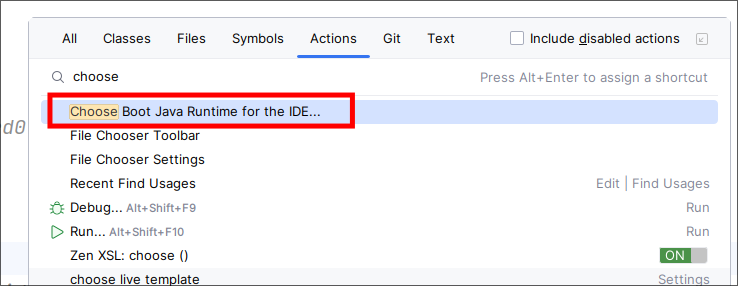 All Classes Files Symbols Actions Git Text Include disabled actions
choose Press Alt+Enter to assign a shortcut
Choose Boot Java Runtime for the IDE...
File Chooser Toolbar
File Chooser Settings
Recent Find Usages Edit | Find Usages
Debug... Alt+Shift+F9 Run
Run... Alt+Shift+F10 Run
Zen XSL: choose () ON
choose live template Settings